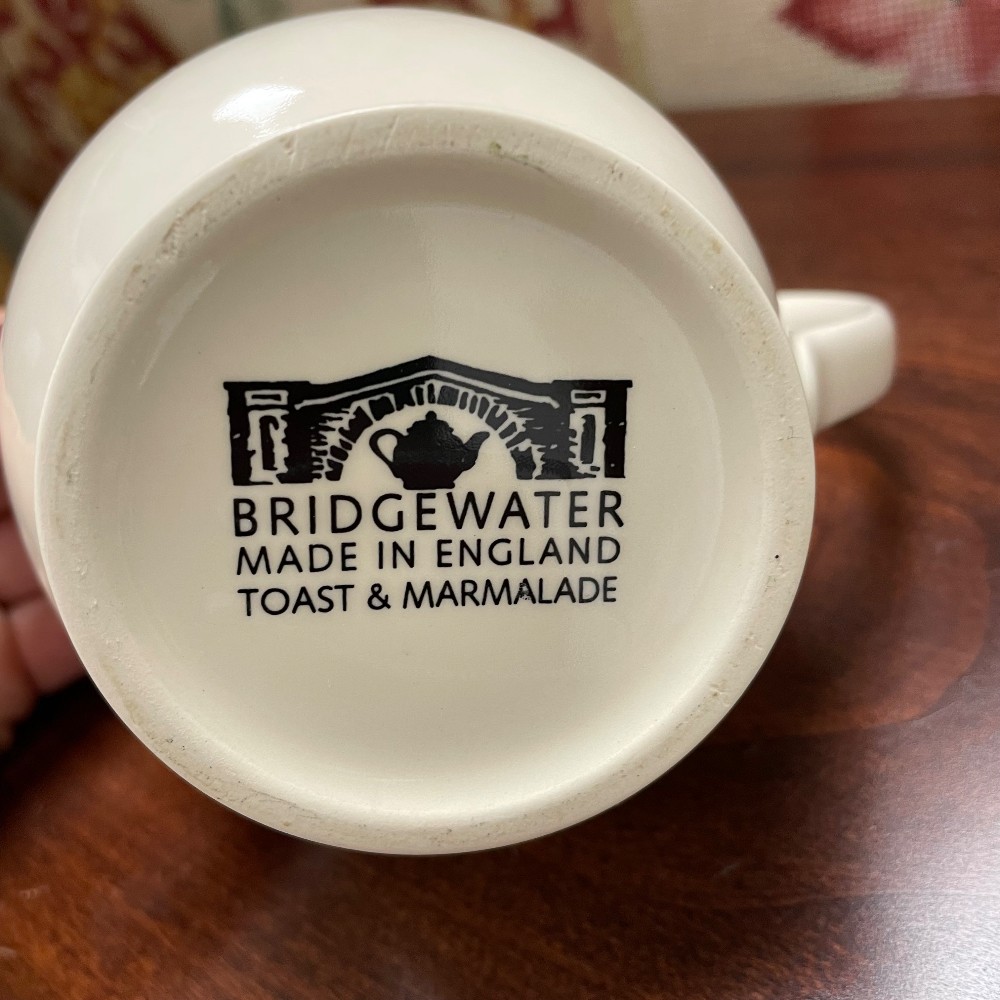 BRIDGEWATER
MADE IN ENGLAND
TOAST & MARMALADE